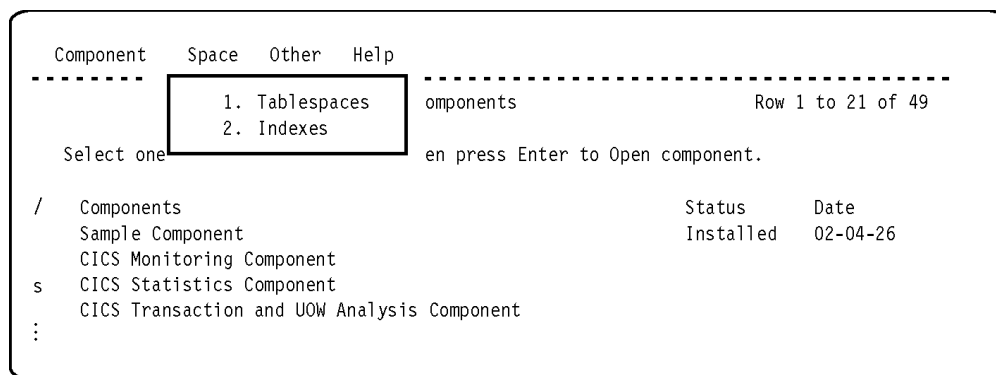 Component Space Other Help
1. Tablespaces omponents Row 1 to 21 of 49
2. Indexes
Select one en press Enter to Open component.
/ Components Status Date
Sample Component Installed 02-04-26
CICS Monitoring Component
s CICS Statistics Component
CICS Transaction and UOW Analysis Component
⋮